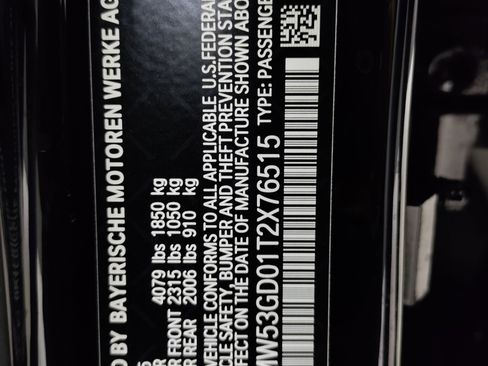 D BY BAYERISCHE MOTOREN WERKE AG
4079 lbs 1850 kg
FRONT 2315 lbs 1050 kg
REAR 2006 lbs 910 kg
VEHICLE CONFORMS TO ALL APPLICABLE U.S.FEDERAL
CLE SAFETY, BUMPER AND THEFT PREVENTION STA
FFECT ON THE DATE OF MANUFACTURE SHOWN ABO
MW53GD01T2X76515 TYPE: PASSENGE